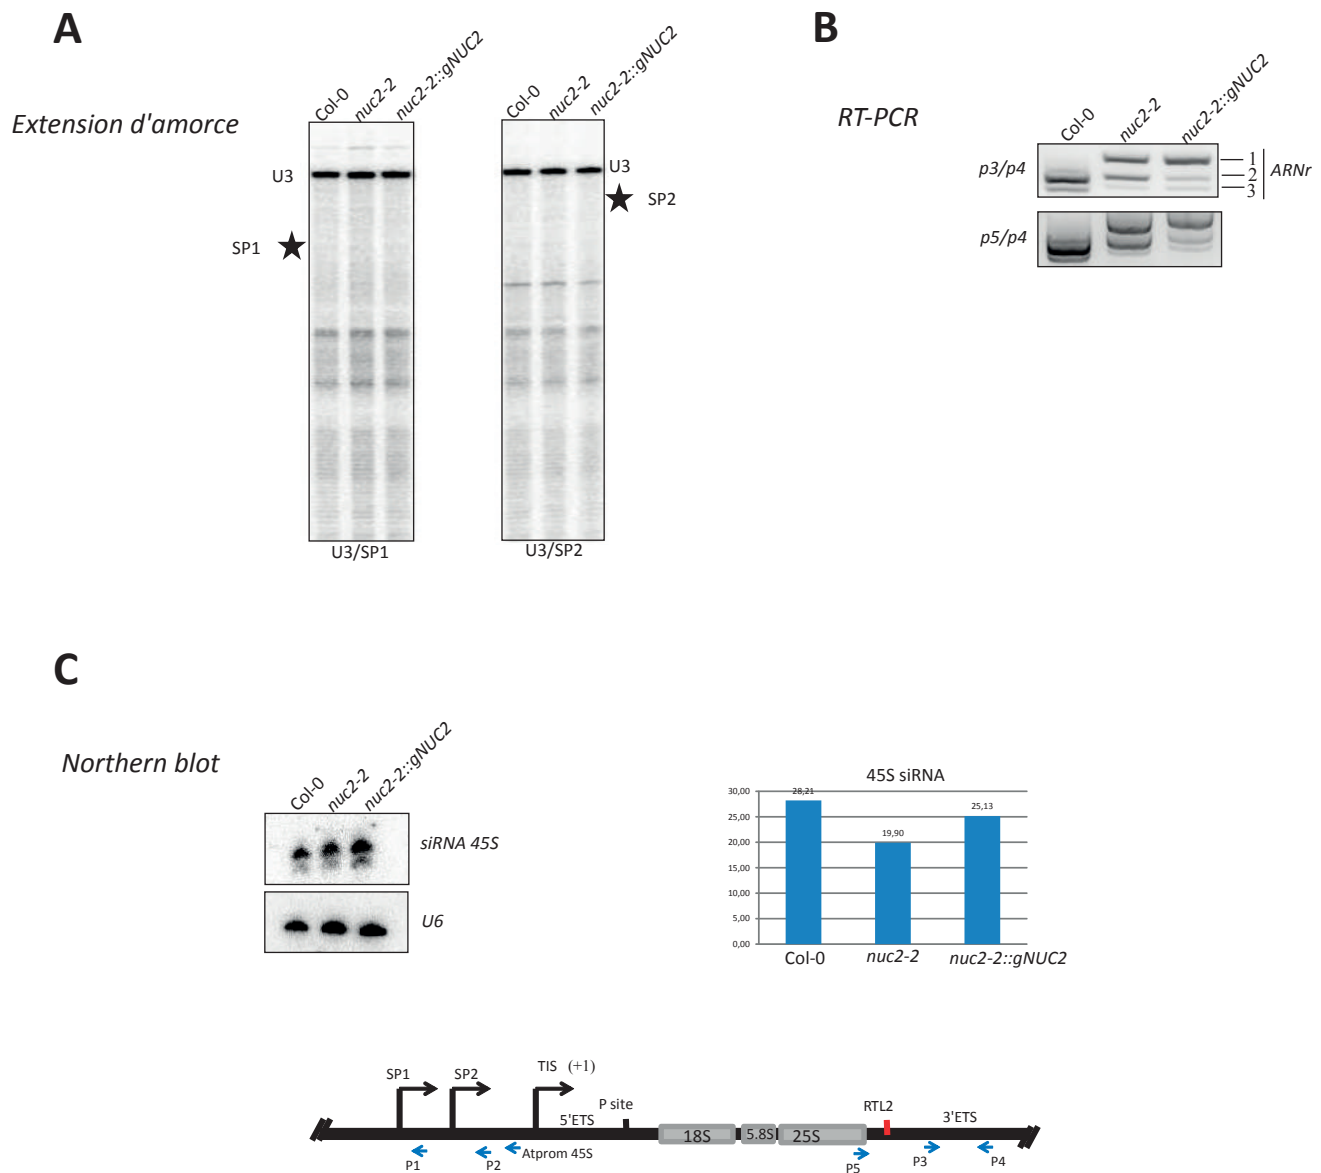 A
Extension d'amorce
Col-0
nuc2-2
nuc2-2::gNUC2
U3
SP1
U3/SP1
Col-0
nuc2-2
nuc2-2::gNUC2
U3
SP2
U3/SP2
B
RT-PCR
Col-0
nuc2-2
nuc2-2::gNUC2
p3/p4
1
2
3
ARNr
p5/p4
C
Northern blot
Col-0
nuc2-2
nuc2-2::gNUC2
siRNA 45S
U6
45S siRNA
30,00
25,00
20,00
15,00
10,00
5,00
0,00
28,21
19,90
25,13
Col-0
nuc2-2
nuc2-2::gNUC2
SP1
SP2
TIS (+1)
5'ETS
P site
18S
5.8S
25S
RTL2
3'ETS
P1
P2
Atprom 45S
P5
P3
P4